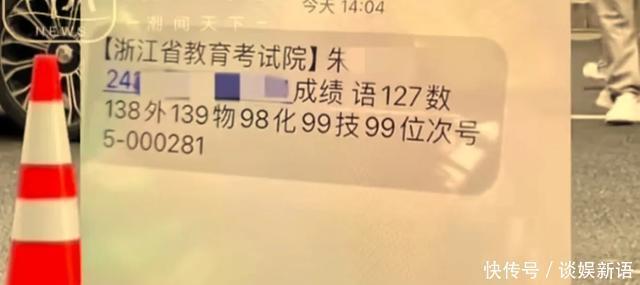 潮间天下
NEWS
今天 14:04
【浙江省教育考试院】朱
24 成绩 语127数
138外139物98化99技99位次号
5-000281
快传号／谈娱新语